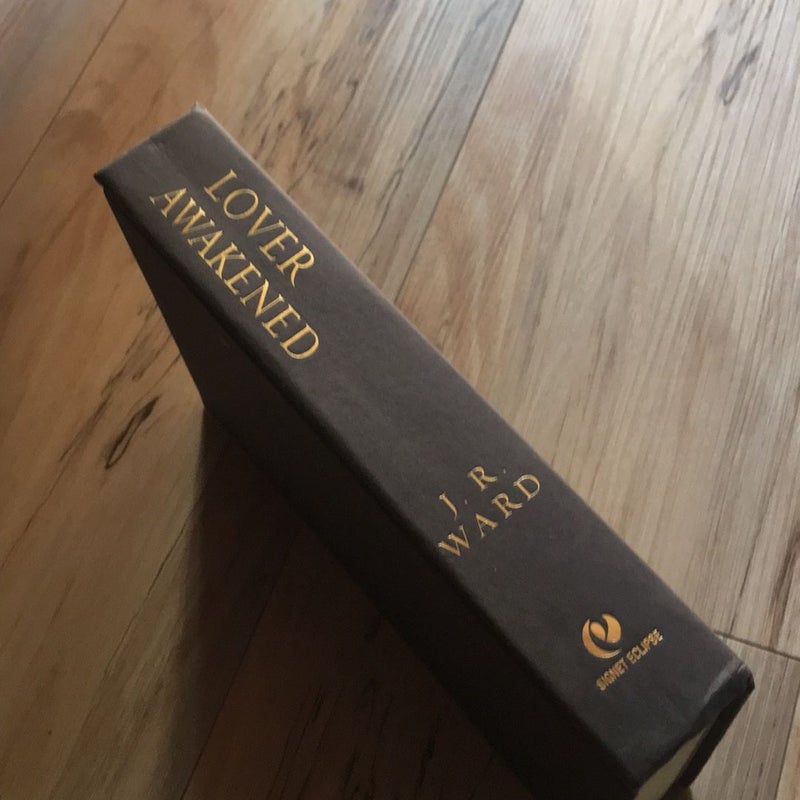 LOVER
AWAKENED
J. R.
WARD
SIGNET ECLIPSE